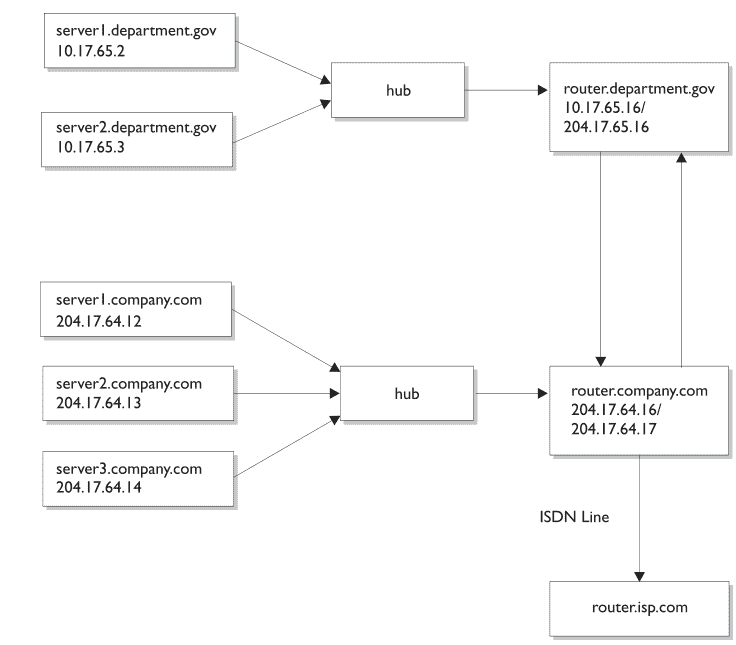 server1.department.gov
10.17.65.2
hub
router.department.gov
10.17.65.16/
204.17.65.16
server2.department.gov
10.17.65.3
server1.company.com
204.17.64.12
server2.company.com
204.17.64.13
hub
router.company.com
204.17.64.16/
204.17.64.17
server3.company.com
204.17.64.14
ISDN Line
router.isp.com